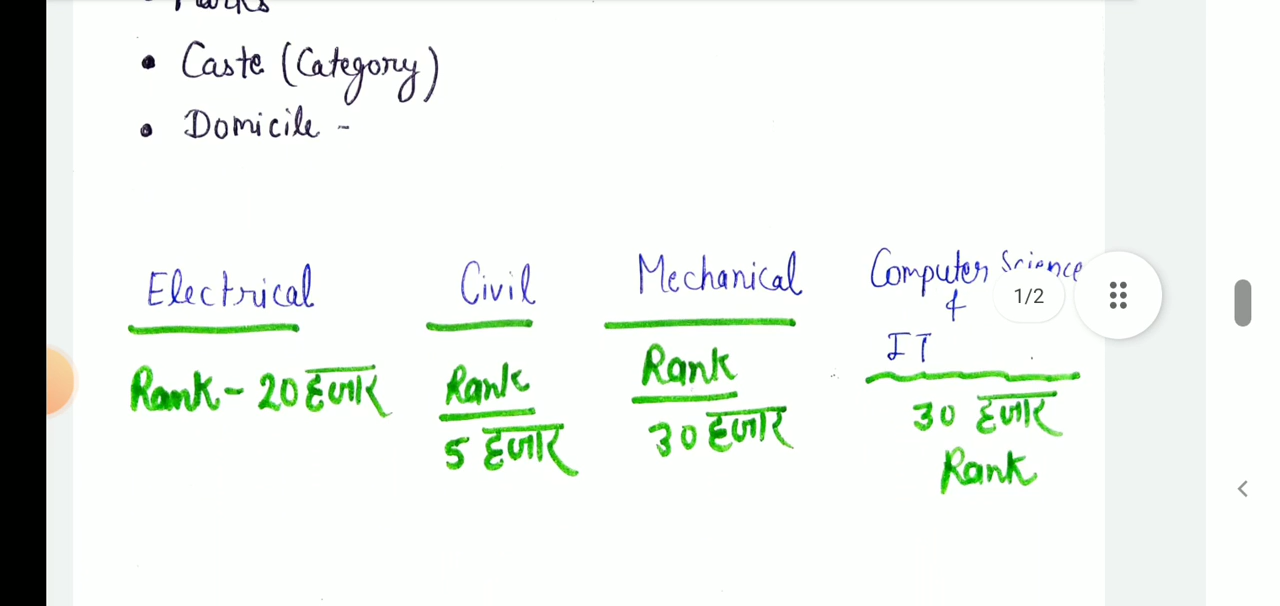 Marks
• Caste (Category)
• Domicile -
Electrical
Civil
Mechanical
Computer Science
&
IT
1/2
Rank - 20 हजार
Rank
5 हजार
Rank
30 हजार
30 हजार
Rank